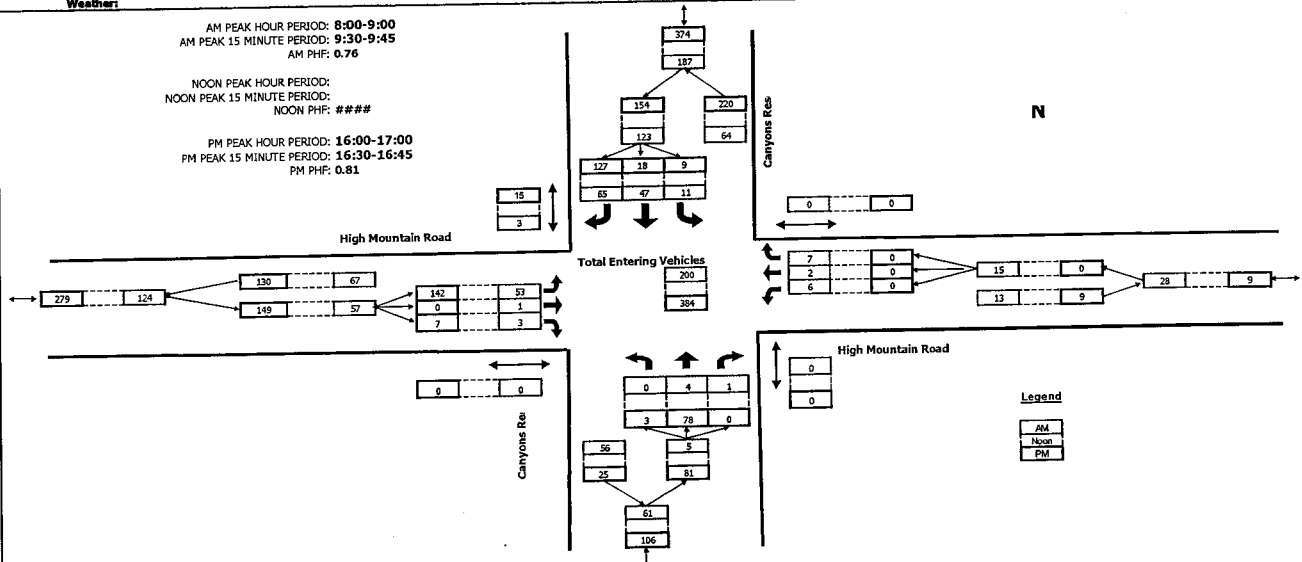 Weather:
AM PEAK HOUR PERIOD: 8:00-9:00
AM PEAK 15 MINUTE PERIOD: 9:30-9:45
AM PHF: 0.76
NOON PEAK HOUR PERIOD:
NOON PEAK 15 MINUTE PERIOD:
NOON PHF: ####
PM PEAK HOUR PERIOD: 16:00-17:00
PM PEAK 15 MINUTE PERIOD: 16:30-16:45
PM PHF: 0.81
374
187
154 220
123 64
127 18 9
65 47 11
Canyons Res
N
15
3
0 0
High Mountain Road
Total Entering Vehicles
200
384
279 124
130 67
149 57
142 53
0 1
7 3
7 0
2 0
6 0
15 0
13 9
28 9
High Mountain Road
0
0
0 0
Canyons Re
0 4 1
3 78 0
56 5
25 81
61
106
Legend
AM
Noon
PM